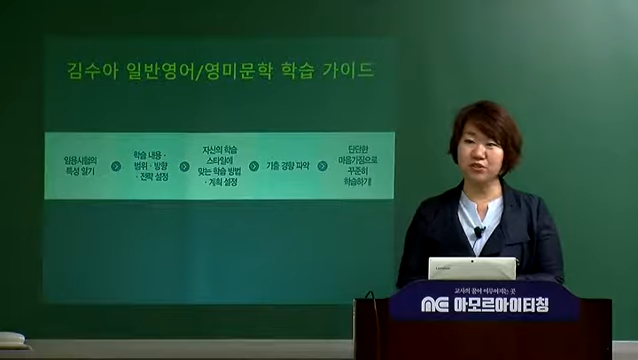 김수아 일반영어/영미문학 학습 가이드
임용시험의
특성 알기
학습 내용 ·
범위 · 방향
· 전략 설정
자신의 학습
스타일에
맞는 학습 방법
· 계획 설정
기출 경향 파악
단단한
마음가짐으로
꾸준히
학습하기!
교사의 꿈이 이루어지는 곳
아모르아이티칭